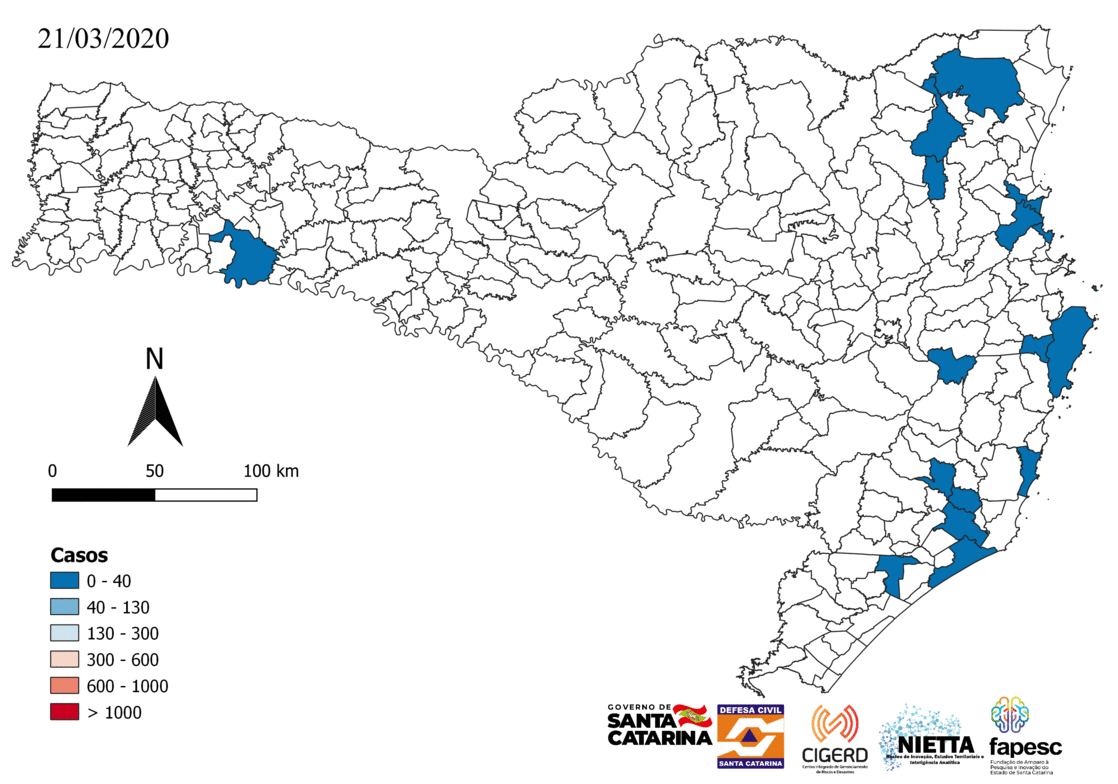 21/03/2020
N
0 50 100 km
Casos
0 - 40
40 - 130
130 - 300
300 - 600
600 - 1000
> 1000
GOVERNO DE
SANTA
CATARINA
DEFESA CIVIL
SANTA CATARINA
CIGERD
Centro Integrado de Gerenciamento
de Riscos e Desastres
NIETTA
Núcleo de Inovação, Estudos Territoriais e
Inteligência Analítica
fapesc
Fundação de Amparo à
Pesquisa e Inovação do
Estado de Santa Catarina